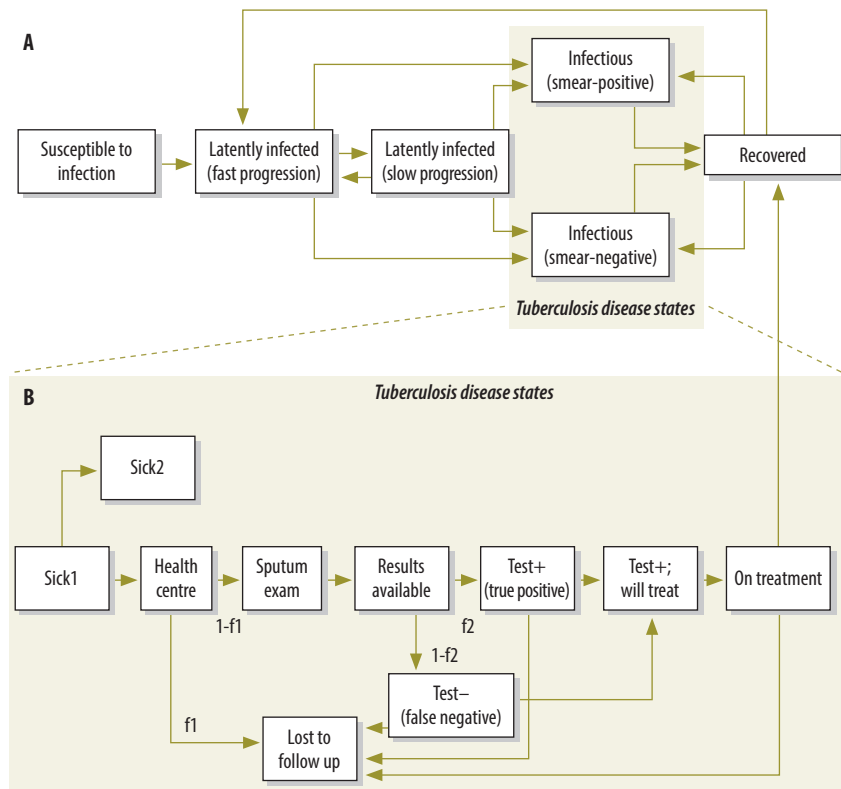 A
Infectious
(smear-positive)
Susceptible to
infection
Latently infected
(fast progression)
Latently infected
(slow progression)
Recovered
Infectious
(smear-negative)
Tuberculosis disease states
B
Tuberculosis disease states
Sick2
Sick1
Health
centre
Sputum
exam
Results
available
Test+
(true positive)
Test+;
will treat
On treatment
1-f1
f2
1-f2
Test–
(false negative)
f1
Lost to
follow up